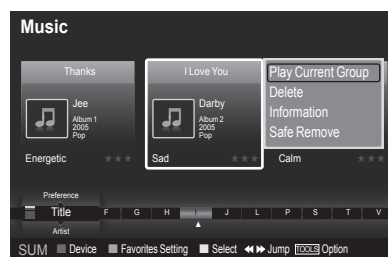 Music
Thanks
Jee
Album 1
2005
Pop
Energetic
I Love You
Darby
Album 2
2005
Pop
Sad
Play Current Group
Delete
Information
Safe Remove
Calm
Preference
Title F G H I J L P S T V
Artist
SUM Device Favorites Setting Select Jump TOOLS Option